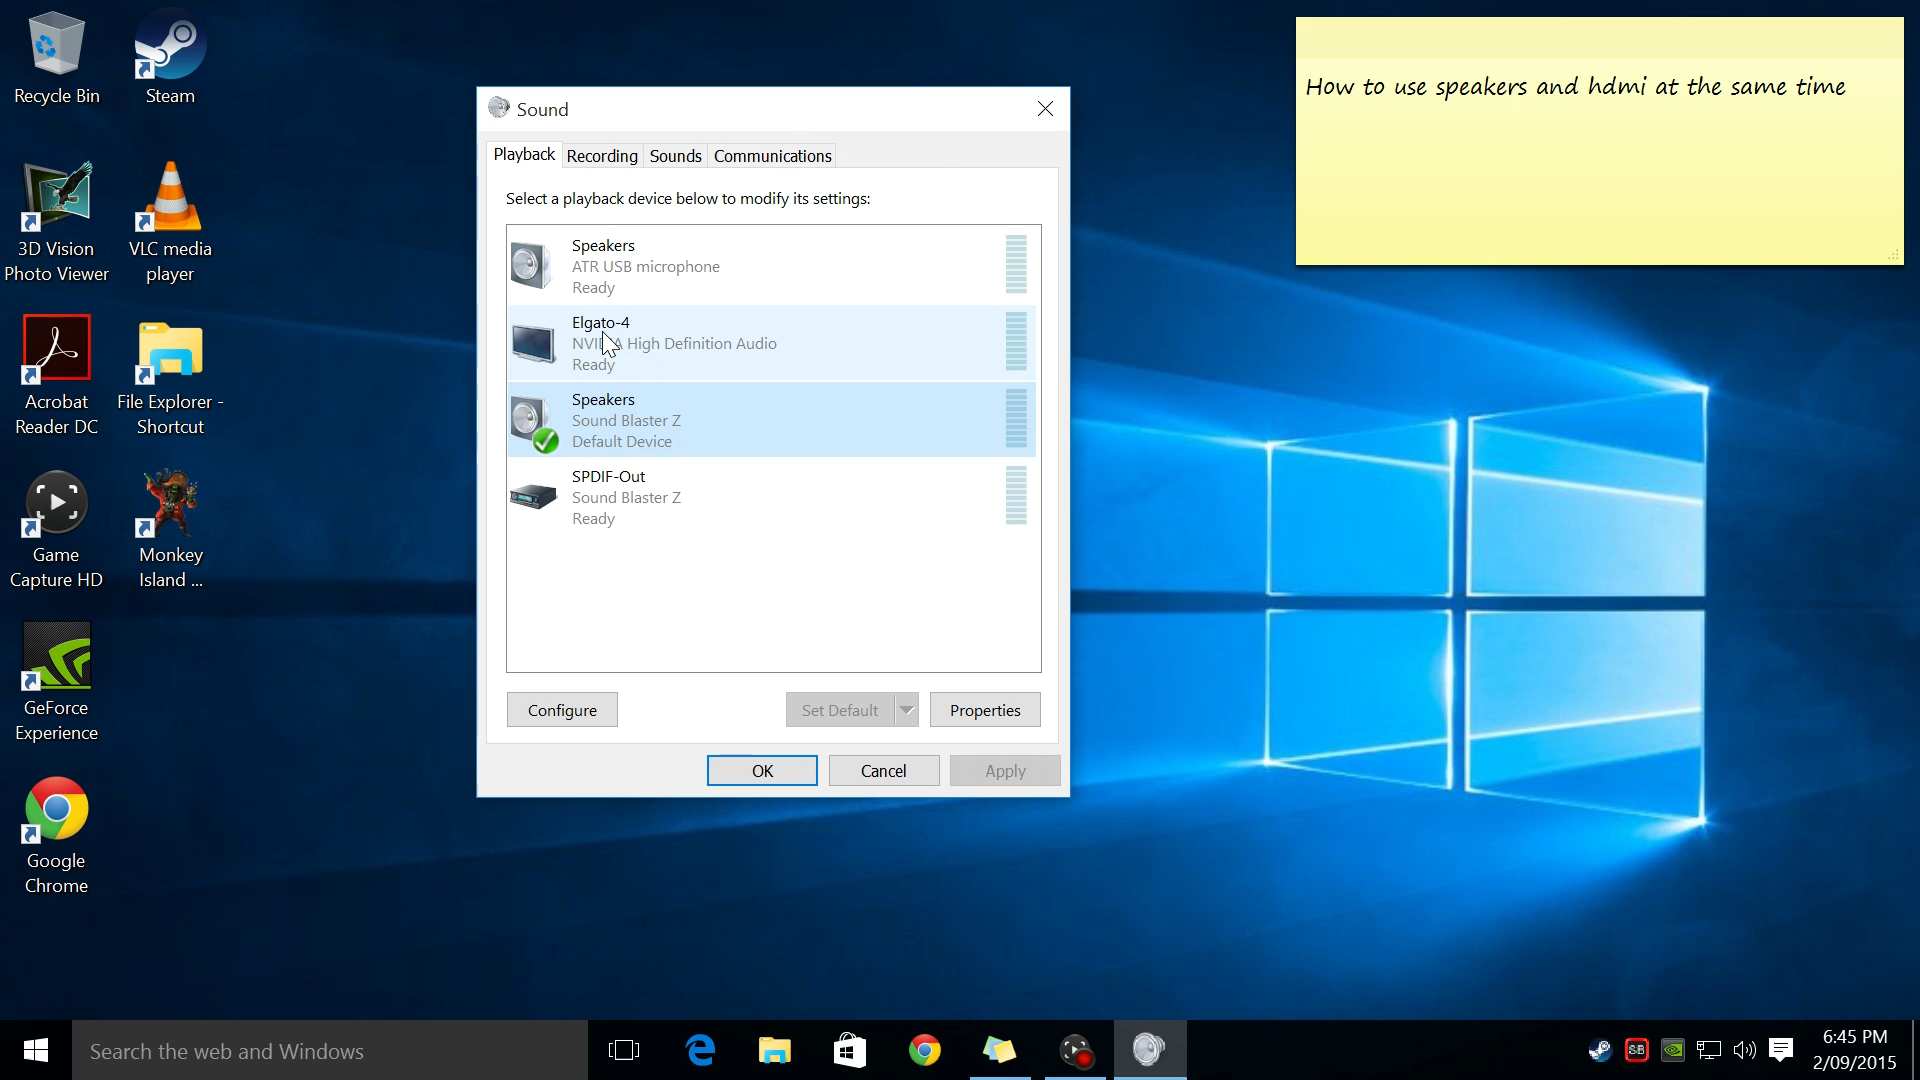 Recycle Bin
Steam
3D Vision
Photo Viewer
VLC media
player
Acrobat
Reader DC
File Explorer -
Shortcut
Game
Capture HD
Monkey
Island ...
GeForce
Experience
Google
Chrome
Sound
Playback
Recording
Sounds
Communications
Select a playback device below to modify its settings:
Speakers
ATR USB microphone
Ready
Elgato-4
NVIDIA High Definition Audio
Ready
Speakers
Sound Blaster Z
Default Device
SPDIF-Out
Sound Blaster Z
Ready
Configure
Set Default
Properties
OK
Cancel
Apply
How to use speakers and hdmi at the same time
Search the web and Windows
SB
6:45 PM
2/09/2015